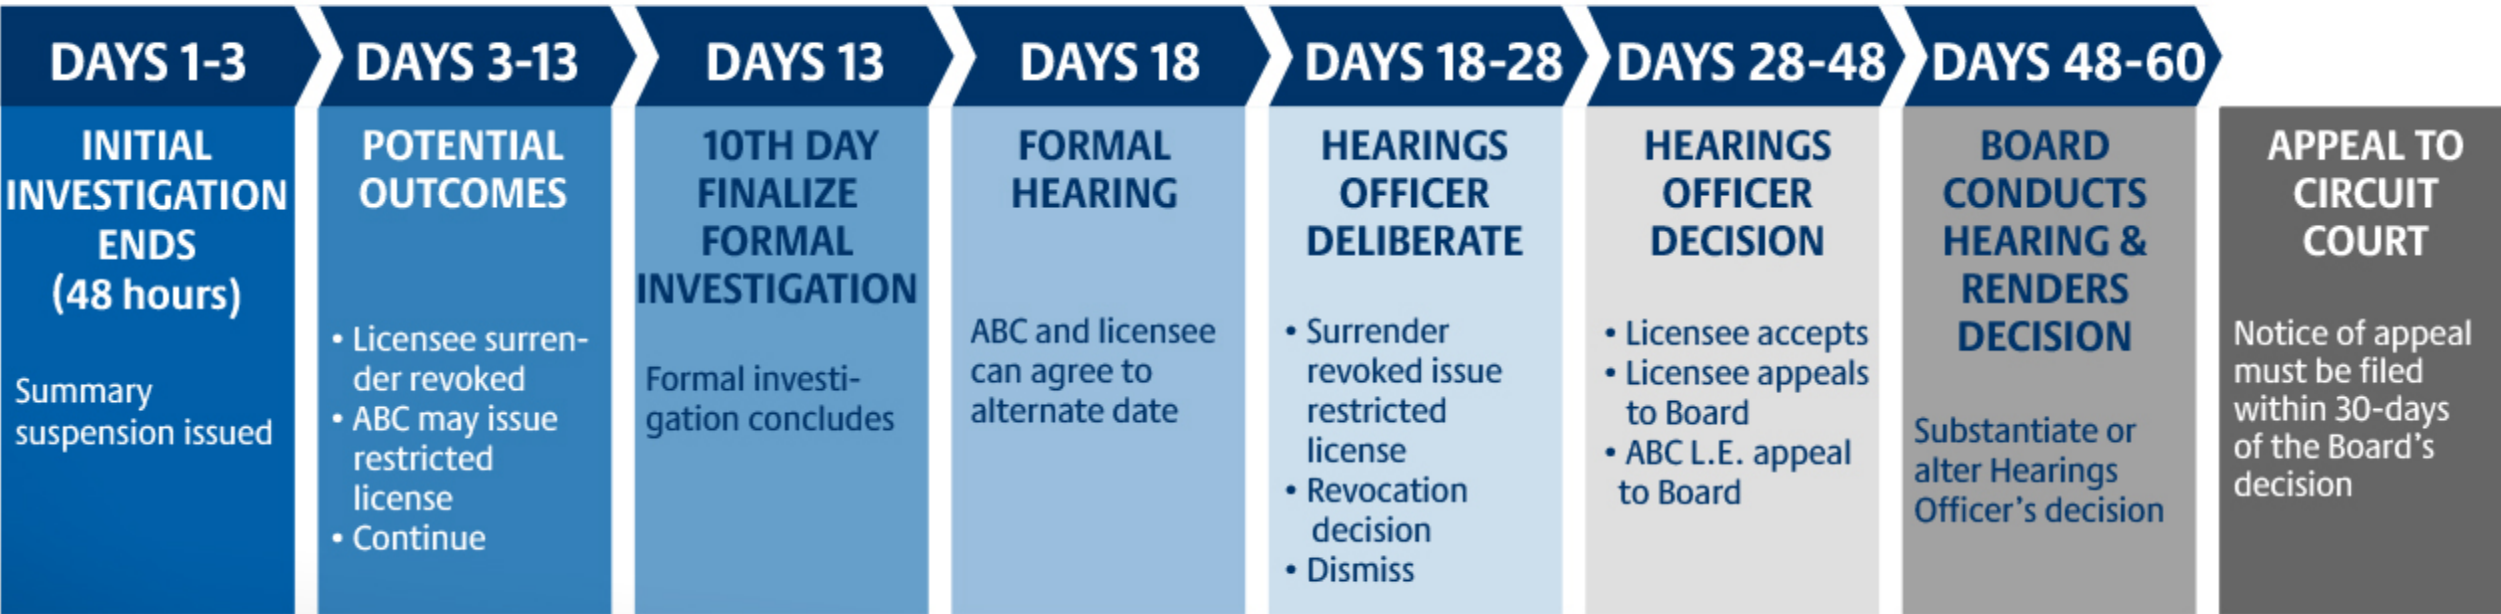 DAYS 1-3
INITIAL
INVESTIGATION
ENDS
(48 hours)
Summary
suspension issued
DAYS 3-13
POTENTIAL
OUTCOMES
• Licensee surren-
der revoked
• ABC may issue
restricted
license
• Continue
DAYS 13
10TH DAY
FINALIZE
FORMAL
INVESTIGATION
Formal investi-
gation concludes
DAYS 18
FORMAL
HEARING
ABC and licensee
can agree to
alternate date
DAYS 18-28
HEARINGS
OFFICER
DELIBERATE
• Surrender
revoked issue
restricted
license
• Revocation
decision
• Dismiss
DAYS 28-48
HEARINGS
OFFICER
DECISION
• Licensee accepts
• Licensee appeals
to Board
• ABC L.E. appeal
to Board
DAYS 48-60
BOARD
CONDUCTS
HEARING &
RENDERS
DECISION
Substantiate or
alter Hearings
Officer's decision
APPEAL TO
CIRCUIT
COURT
Notice of appeal
must be filed
within 30-days
of the Board's
decision